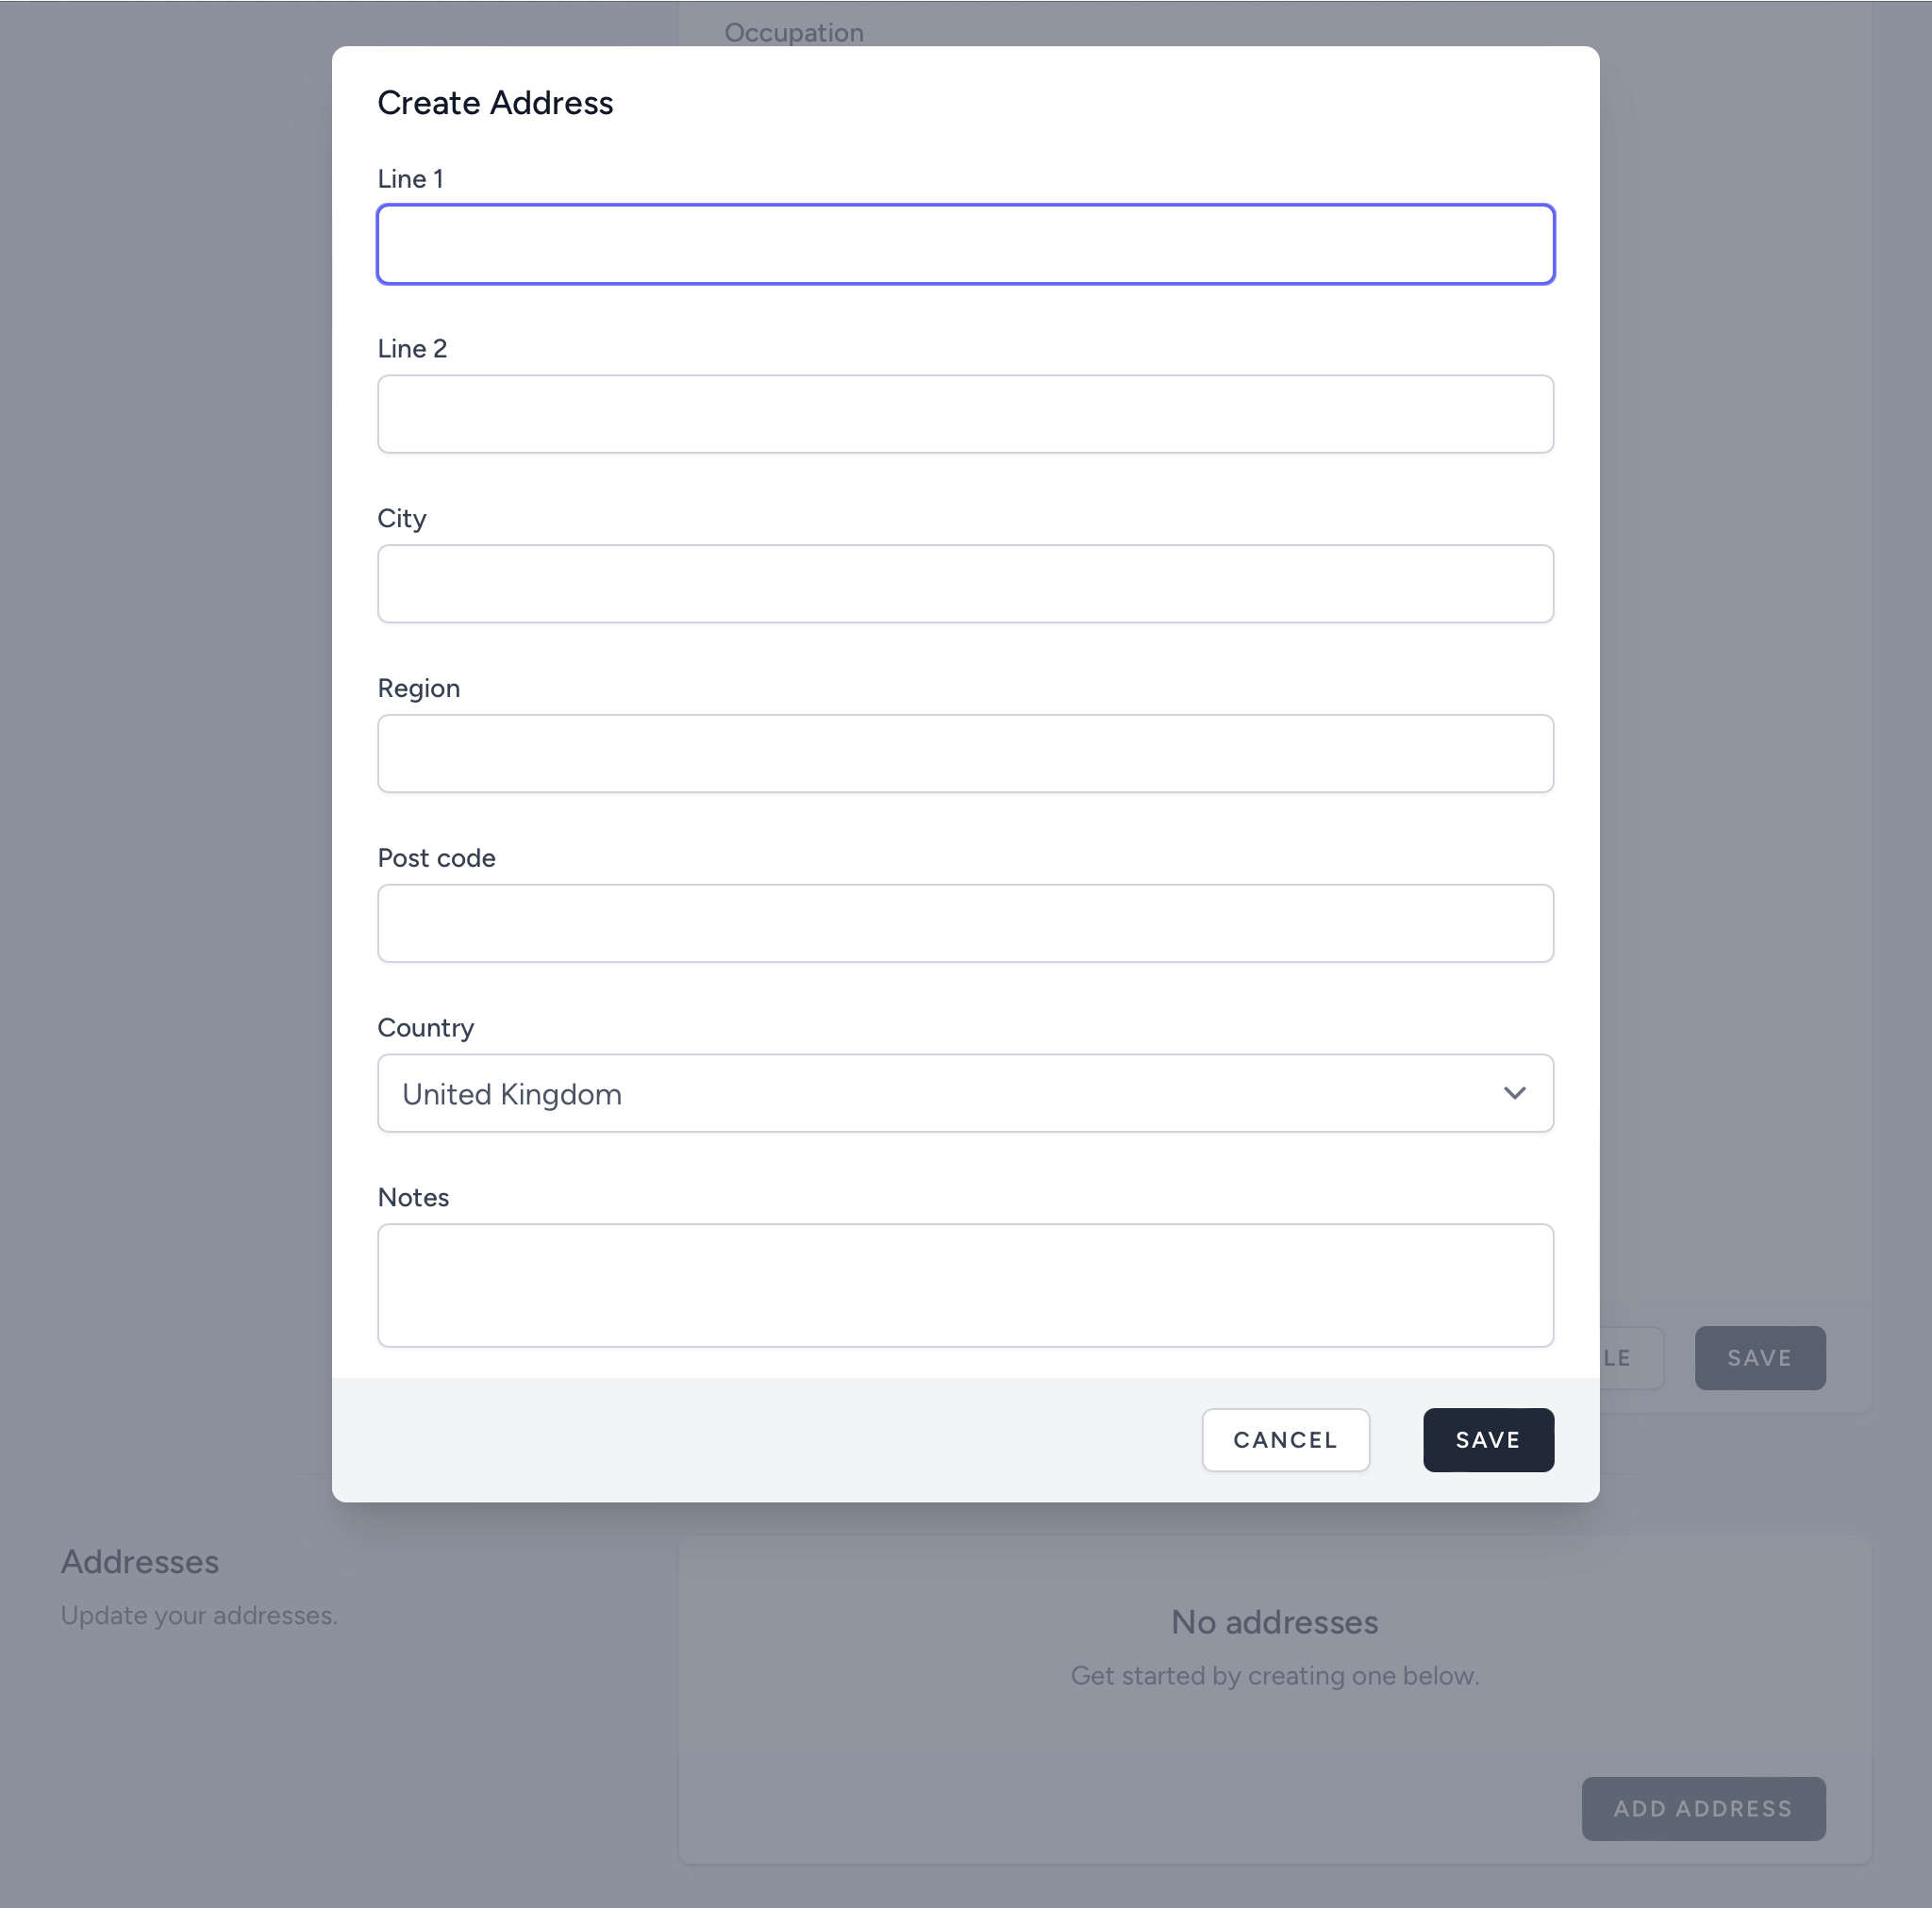 Occupation
Create Address
Line 1
Line 2
City
Region
Post code
Country
United Kingdom
Notes
LE
SAVE
CANCEL
SAVE
Addresses
Update your addresses.
No addresses
Get started by creating one below.
ADD ADDRESS